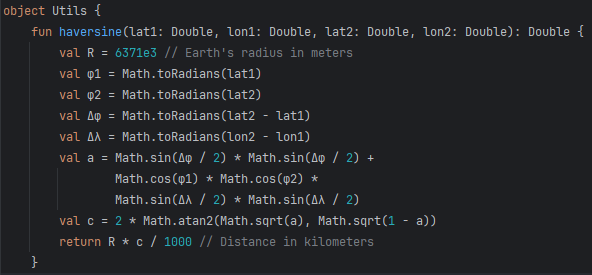 object Utils {
    fun haversine(lat1: Double, lon1: Double, lat2: Double, lon2: Double): Double {
        val R = 6371e3 // Earth's radius in meters
        val φ1 = Math.toRadians(lat1)
        val φ2 = Math.toRadians(lat2)
        val Δφ = Math.toRadians(lat2 - lat1)
        val Δλ = Math.toRadians(lon2 - lon1)
        val a = Math.sin(Δφ / 2) * Math.sin(Δφ / 2) +
                Math.cos(φ1) * Math.cos(φ2) *
                Math.sin(Δλ / 2) * Math.sin(Δλ / 2)
        val c = 2 * Math.atan2(Math.sqrt(a), Math.sqrt(1 - a))
        return R * c / 1000 // Distance in kilometers
    }